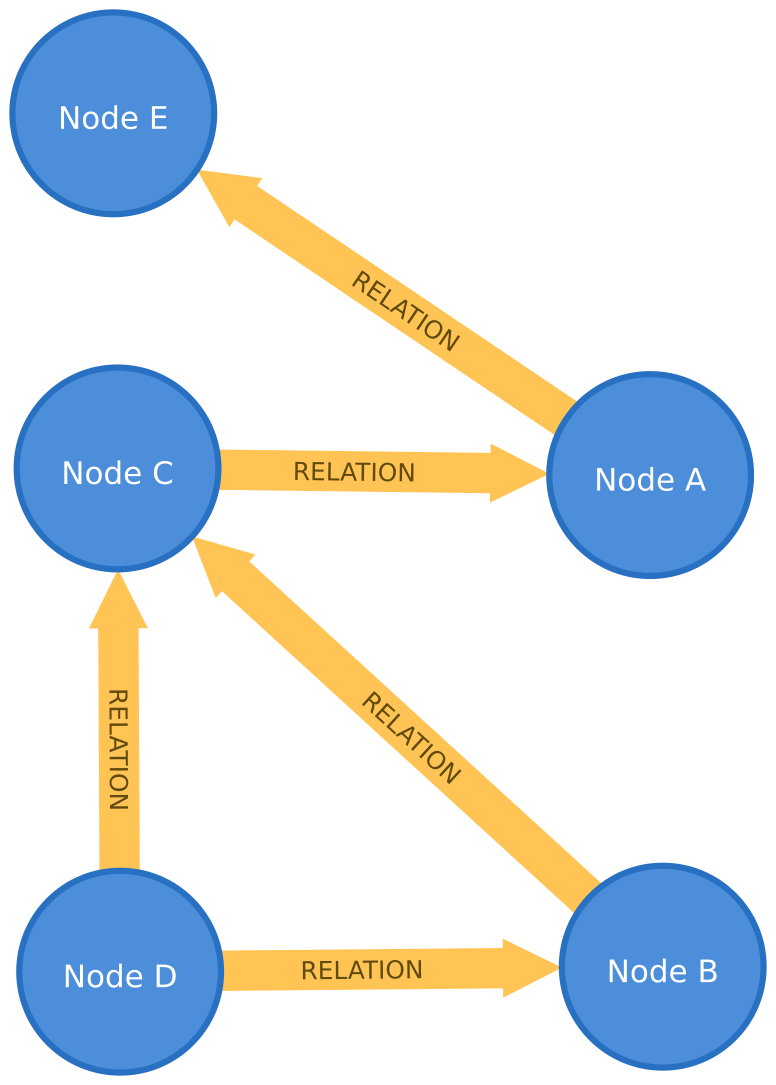 Node E
RELATION
Node C
RELATION
Node A
RELATION
RELATION
Node D
RELATION
Node B